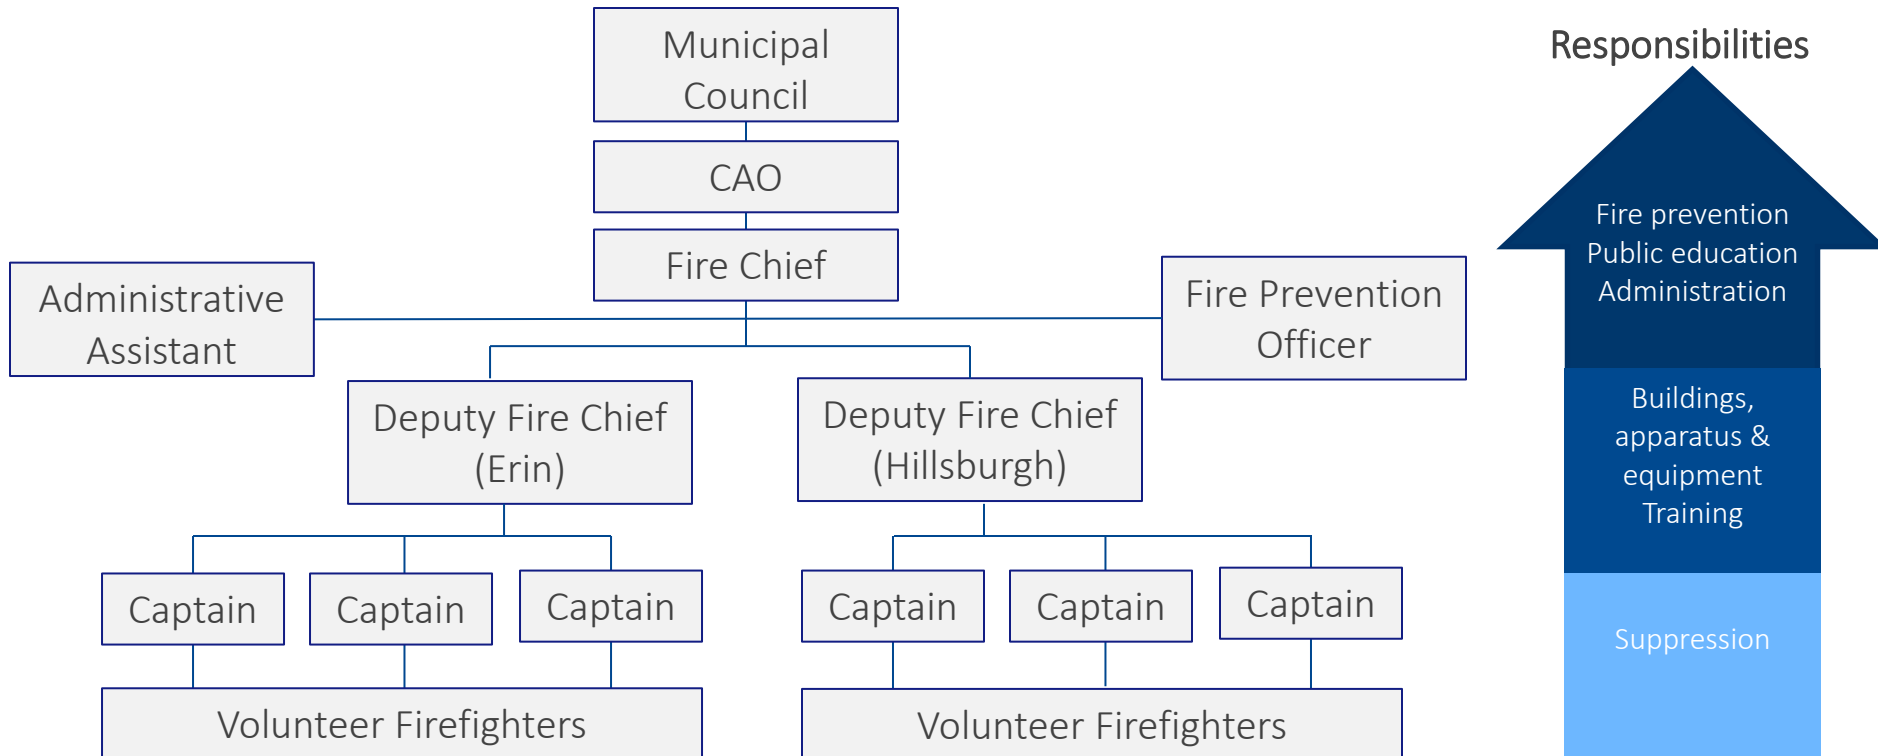 Municipal
Council
Responsibilities
CAO
Fire Chief
Administrative
Assistant
Fire Prevention
Officer
Deputy Fire Chief
(Erin)
Deputy Fire Chief
(Hillsburgh)
Captain
Captain
Captain
Captain
Captain
Captain
Volunteer Firefighters
Volunteer Firefighters
Fire prevention
Public education
Administration
Buildings,
apparatus &
equipment
Training
Suppression